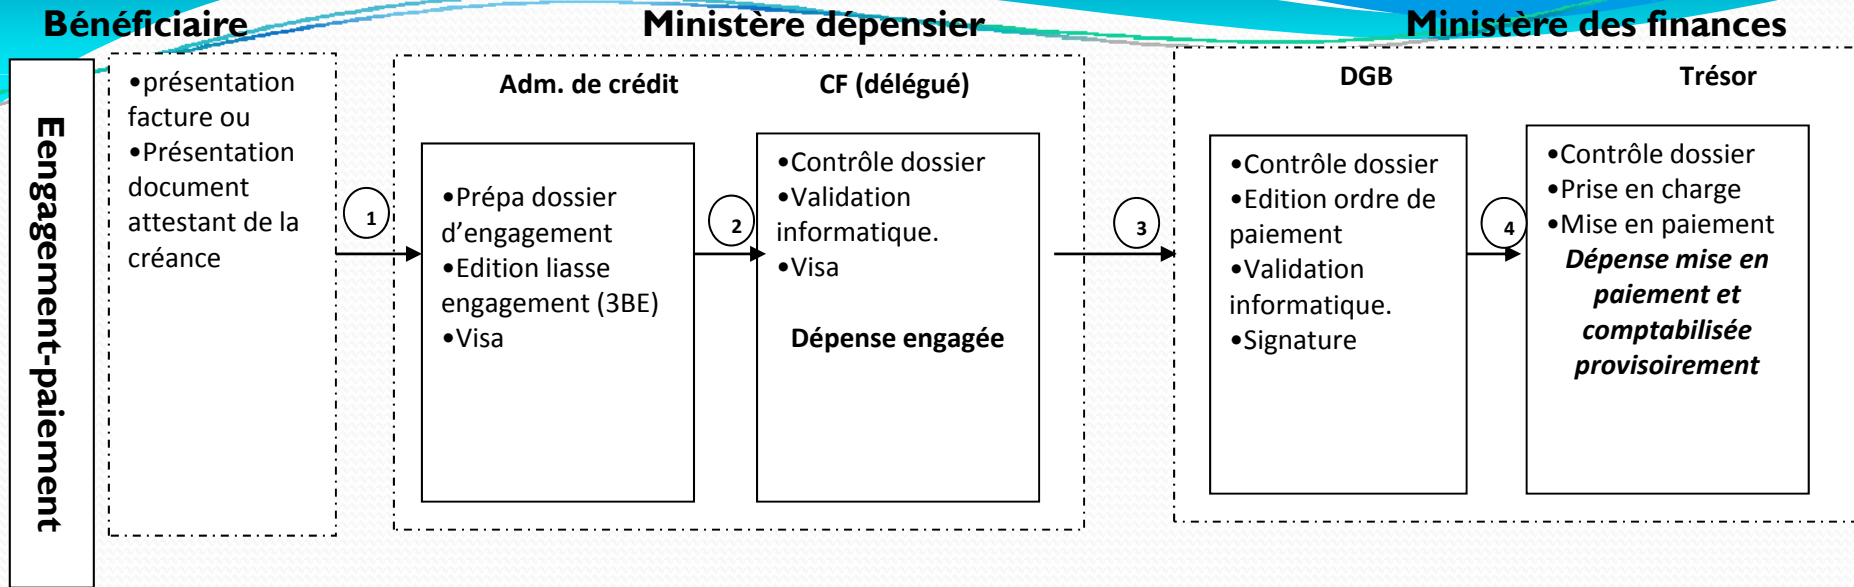 Bénéficiaire
Ministère dépensier
Ministère des finances
Eengagement-paiement
•présentation
facture ou
•Présentation
document
attestant de la
créance
1
Adm. de crédit
•Prépa dossier
d’engagement
•Edition liasse
engagement (3BE)
•Visa
2
CF (délégué)
•Contrôle dossier
•Validation
informatique.
•Visa
Dépense engagée
3
DGB
•Contrôle dossier
•Edition ordre de
paiement
•Validation
informatique.
•Signature
4
Trésor
•Contrôle dossier
•Prise en charge
•Mise en paiement
Dépense mise en
paiement et
comptabilisée
provisoirement